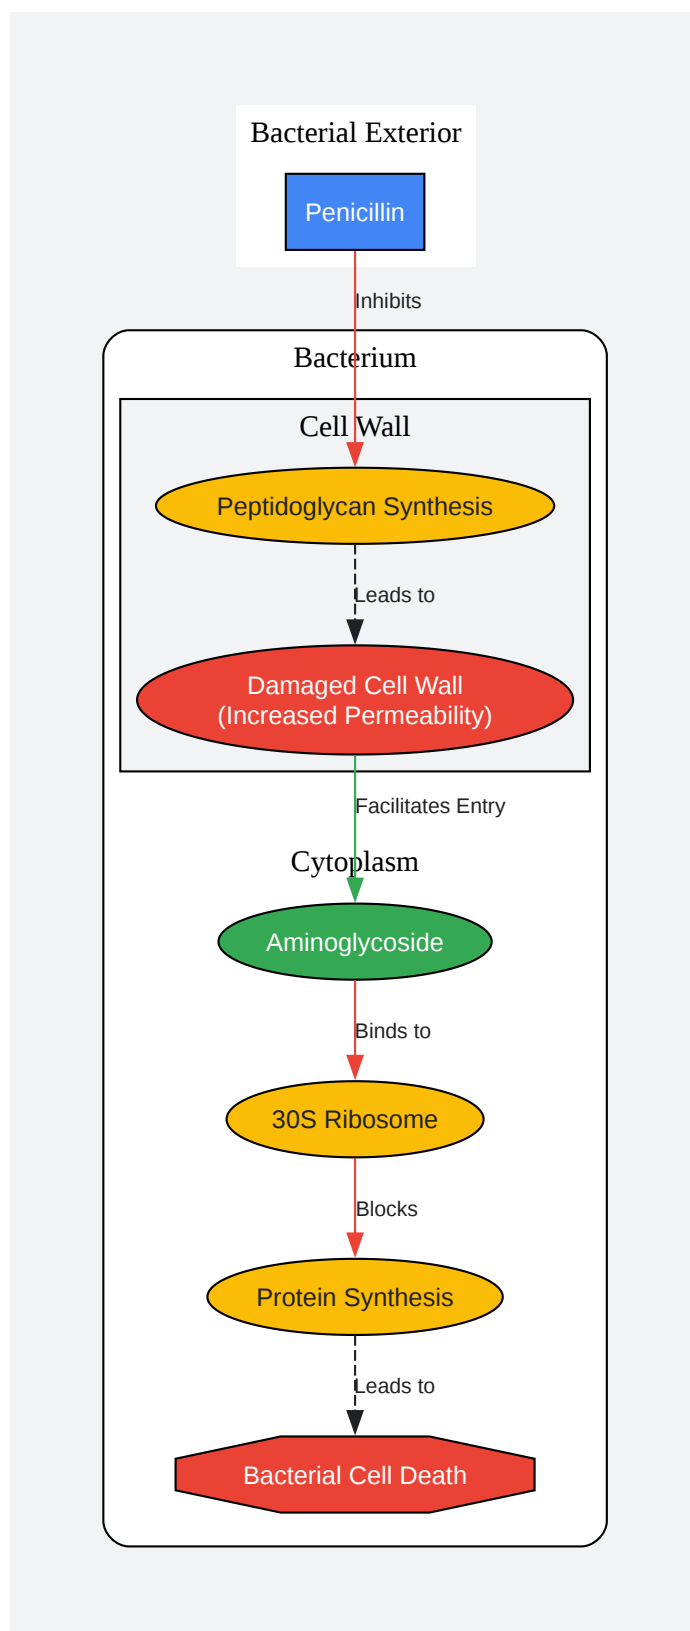 Bacterial Exterior
Penicillin
Inhibits
Bacterium
Cell Wall
Peptidoglycan Synthesis
Leads to
Damaged Cell Wall
(Increased Permeability)
Facilitates Entry
Cytoplasm
Aminoglycoside
Binds to
30S Ribosome
Blocks
Protein Synthesis
Leads to
Bacterial Cell Death